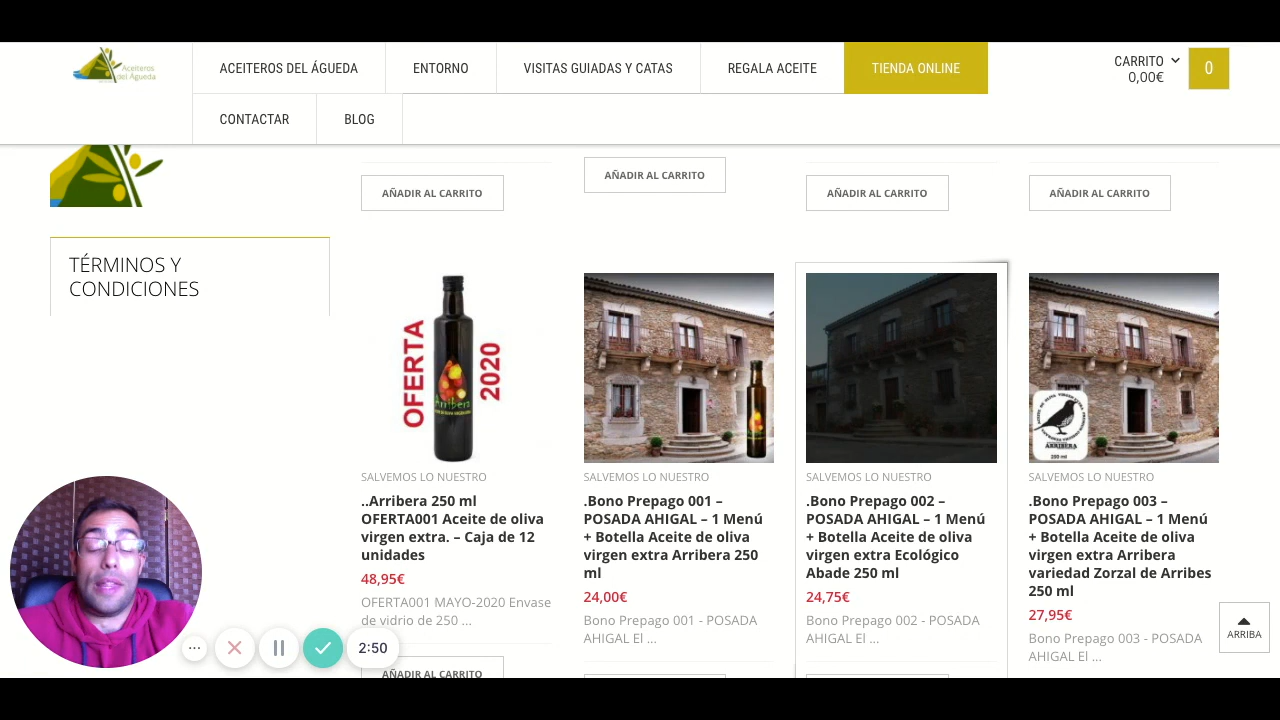 Aceiteros
del Águeda
ACEITEROS DEL ÁGUEDA
ENTORNO
VISITAS GUIADAS Y CATAS
REGALA ACEITE
TIENDA ONLINE
CARRITO
0,00€
0
CONTACTAR
BLOG
AÑADIR AL CARRITO
AÑADIR AL CARRITO
AÑADIR AL CARRITO
AÑADIR AL CARRITO
TÉRMINOS Y
CONDICIONES
OFERTA
Arribera
2020
SALVEMOS LO NUESTRO
..Arribera 250 ml
OFERTA001 Aceite de oliva
virgen extra. – Caja de 12
unidades
48,95€
OFERTA001 MAYO-2020 Envase
de vidrio de 250 ...
AÑADIR AL CARRITO
SALVEMOS LO NUESTRO
.Bono Prepago 001 –
POSADA AHIGAL – 1 Menú
+ Botella Aceite de oliva
virgen extra Arribera 250
ml
24,00€
Bono Prepago 001 - POSADA
AHIGAL El ...
SALVEMOS LO NUESTRO
.Bono Prepago 002 –
POSADA AHIGAL – 1 Menú
+ Botella Aceite de oliva
virgen extra Ecológico
Abade 250 ml
24,75€
Bono Prepago 002 - POSADA
AHIGAL El ...
ARRIBERA
250 ml
SALVEMOS LO NUESTRO
.Bono Prepago 003 –
POSADA AHIGAL – 1 Menú
+ Botella Aceite de oliva
virgen extra Arribera
variedad Zorzal de Arribes
250 ml
27,95€
Bono Prepago 003 - POSADA
AHIGAL El ...
ARRIBA
2:50